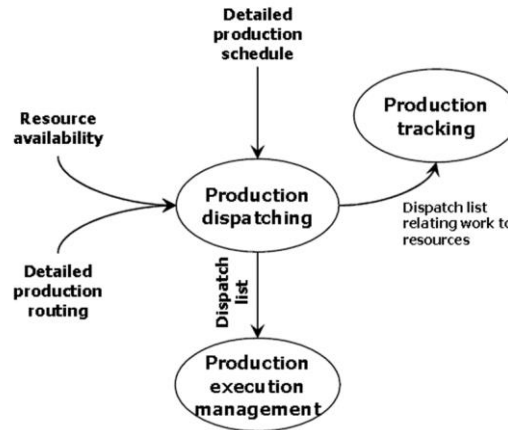 Detailed
production
schedule
Production
tracking
Resource
availability
Production
dispatching
Dispatch list
relating work to
resources
Detailed
production
routing
Dispatch
list
Production
execution
management